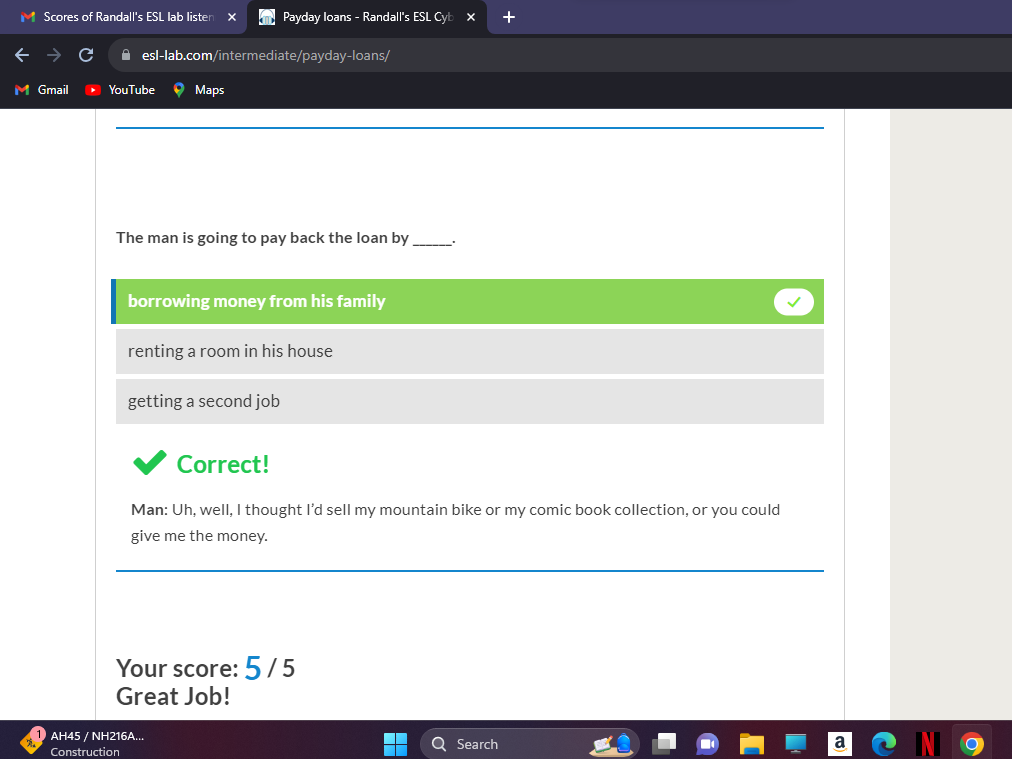 Scores of Randall's ESL lab listen
Payday loans - Randall's ESL Cyb
esl-lab.com/intermediate/payday-loans/
Gmail
YouTube
Maps
The man is going to pay back the loan by ______.
borrowing money from his family
renting a room in his house
getting a second job
Correct!
Man: Uh, well, I thought I'd sell my mountain bike or my comic book collection, or you could
give me the money.
Your score: 5 / 5
Great Job!
1
AH45 / NH216A...
Construction
Search
a
N